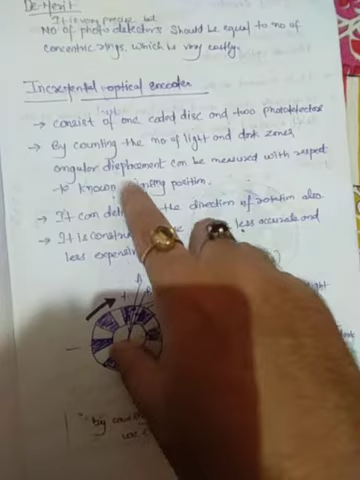 De-Merit
It is very precise but
No of photo detectors should be equal to no of
concentric rings, which be very costly.
Incremental optical encoder
→ consist of one coded disc and two photodetectors
→ By counting the no of light and dark zones,
angular displacement can be measured with respect
to known position.
→ It can the direction of rotation also
→ It is less accurate and
less
A
+
-
By